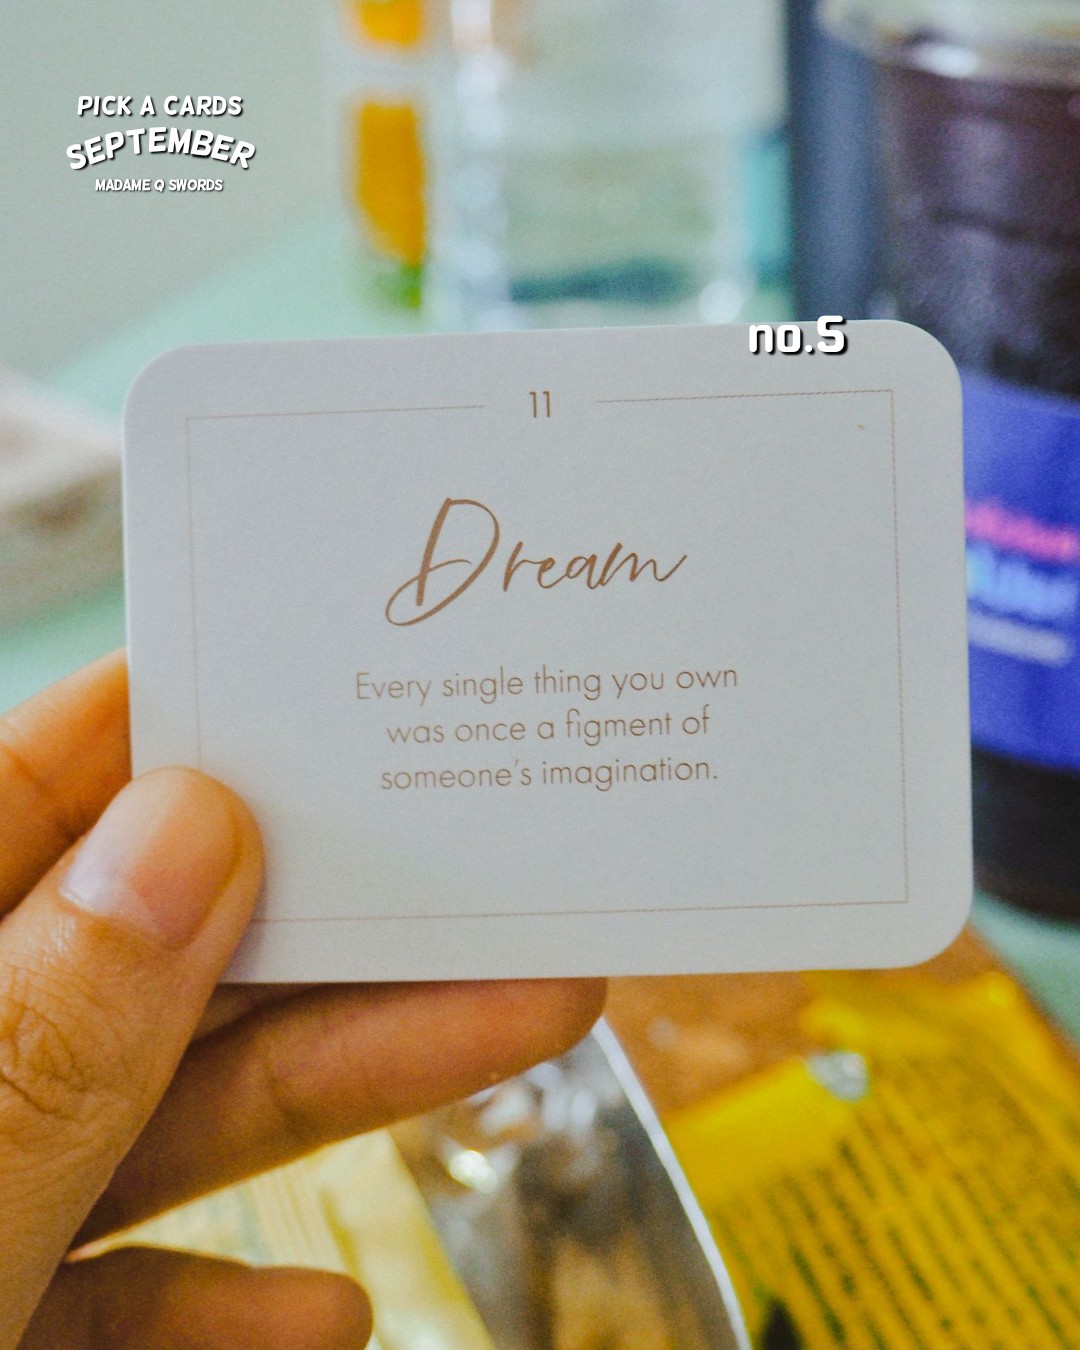 PICK A CARDS
SEPTEMBER
MADAME Q SWORDS
no.5
11
Dream
Every single thing you own
was once a figment of
someone's imagination.